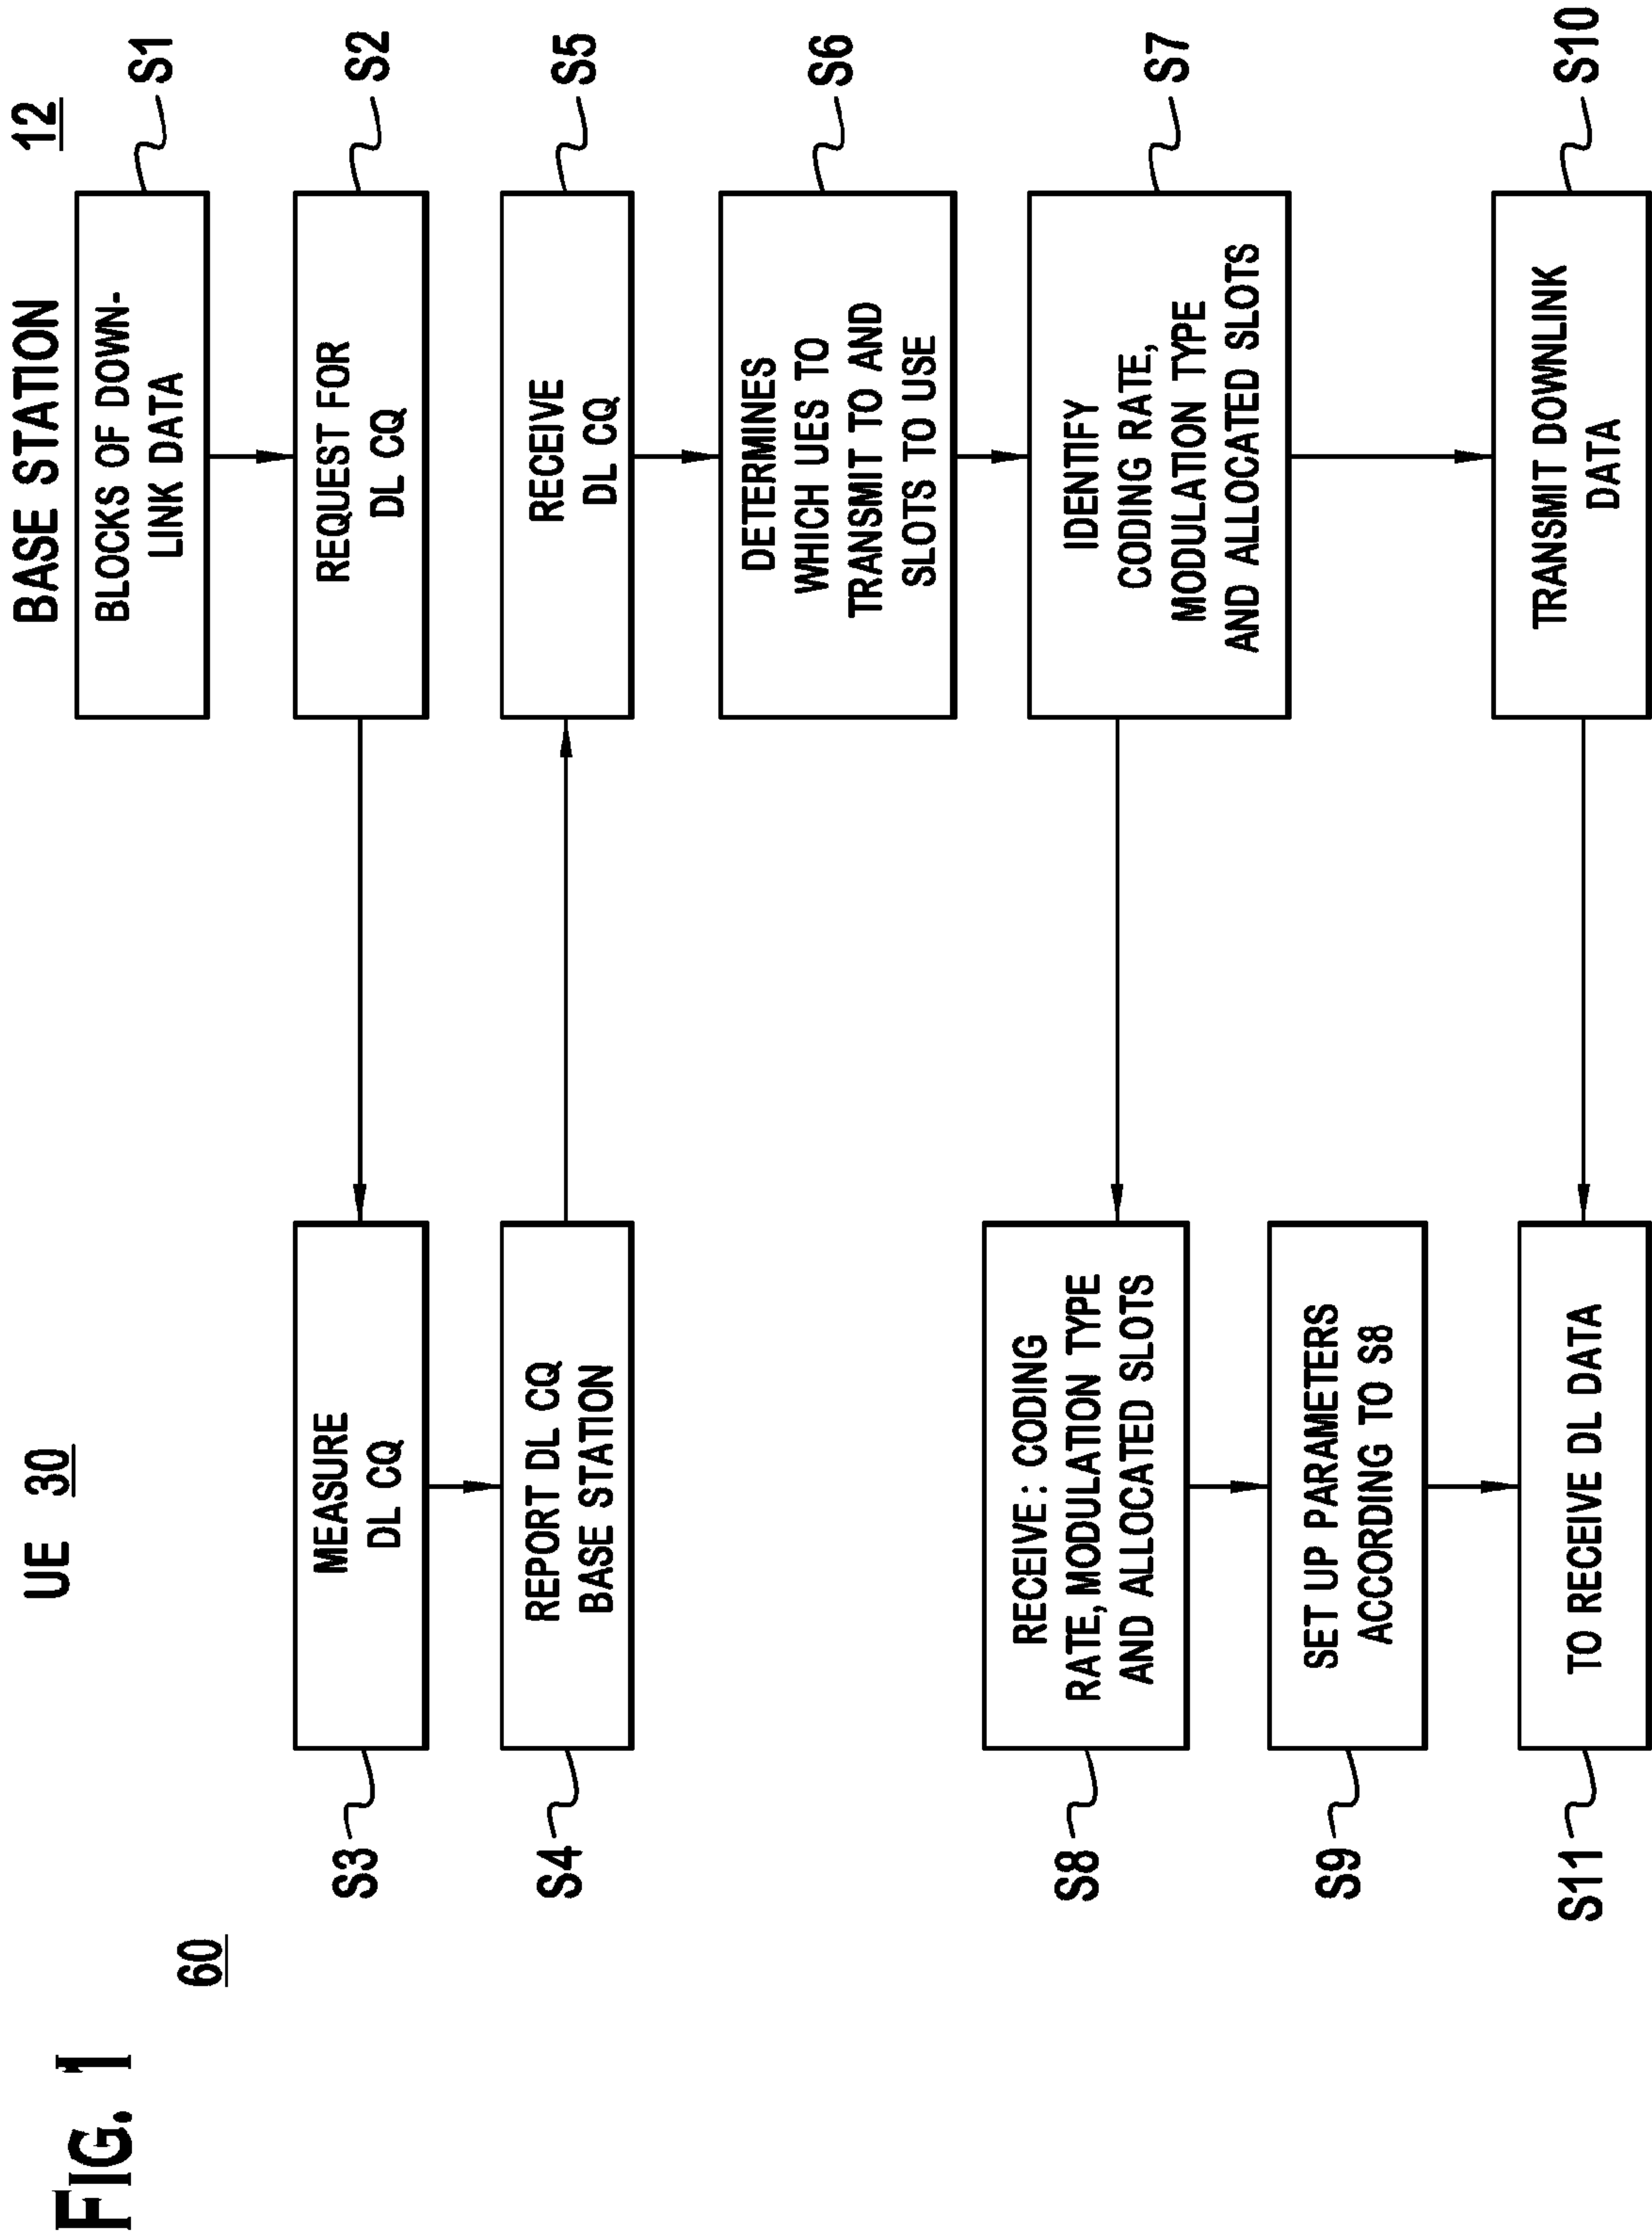 FIG. 1
60
UE 30
BASE STATION 12
BLOCKS OF DOWN-
LINK DATA
S1
REQUEST FOR
DL CQ
S2
MEASURE
DL CQ
S3
REPORT DL CQ
BASE STATION
S4
RECEIVE
DL CQ
S5
DETERMINES
WHICH UES TO
TRANSMIT TO AND
SLOTS TO USE
S6
IDENTIFY
CODING RATE,
MODULATION TYPE
AND ALLOCATED SLOTS
S7
RECEIVE: CODING
RATE, MODULATION TYPE
AND ALLOCATED SLOTS
S8
SET UP PARAMETERS
ACCORDING TO S8
S9
TRANSMIT DOWNLINK
DATA
S10
TO RECEIVE DL DATA
S11